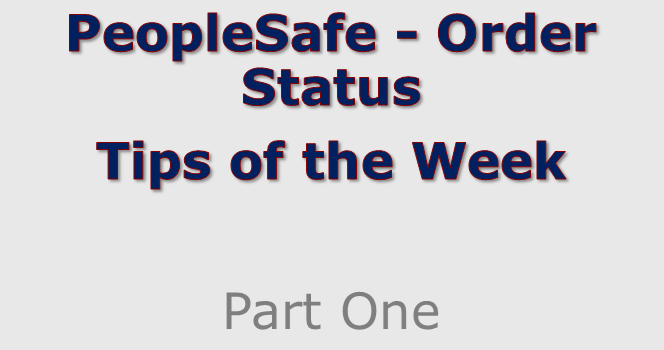 PeopleSafe - Order
Status
Tips of the Week
Part One